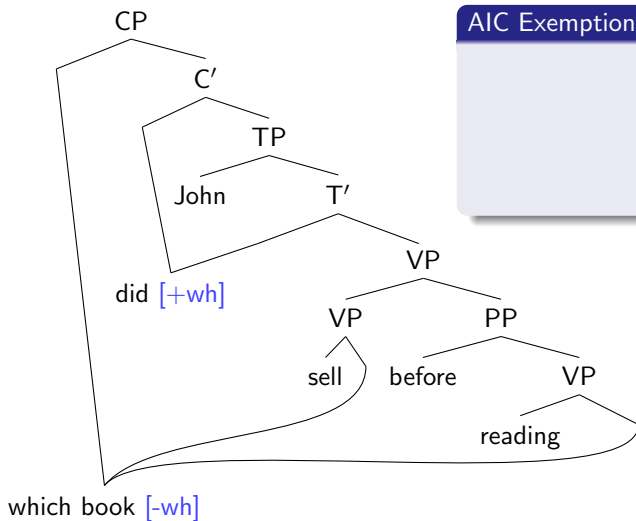 CP
AIC Exemption
C′
TP
John
T′
did [+wh]
VP
VP
PP
sell
before
VP
reading
which book [-wh]